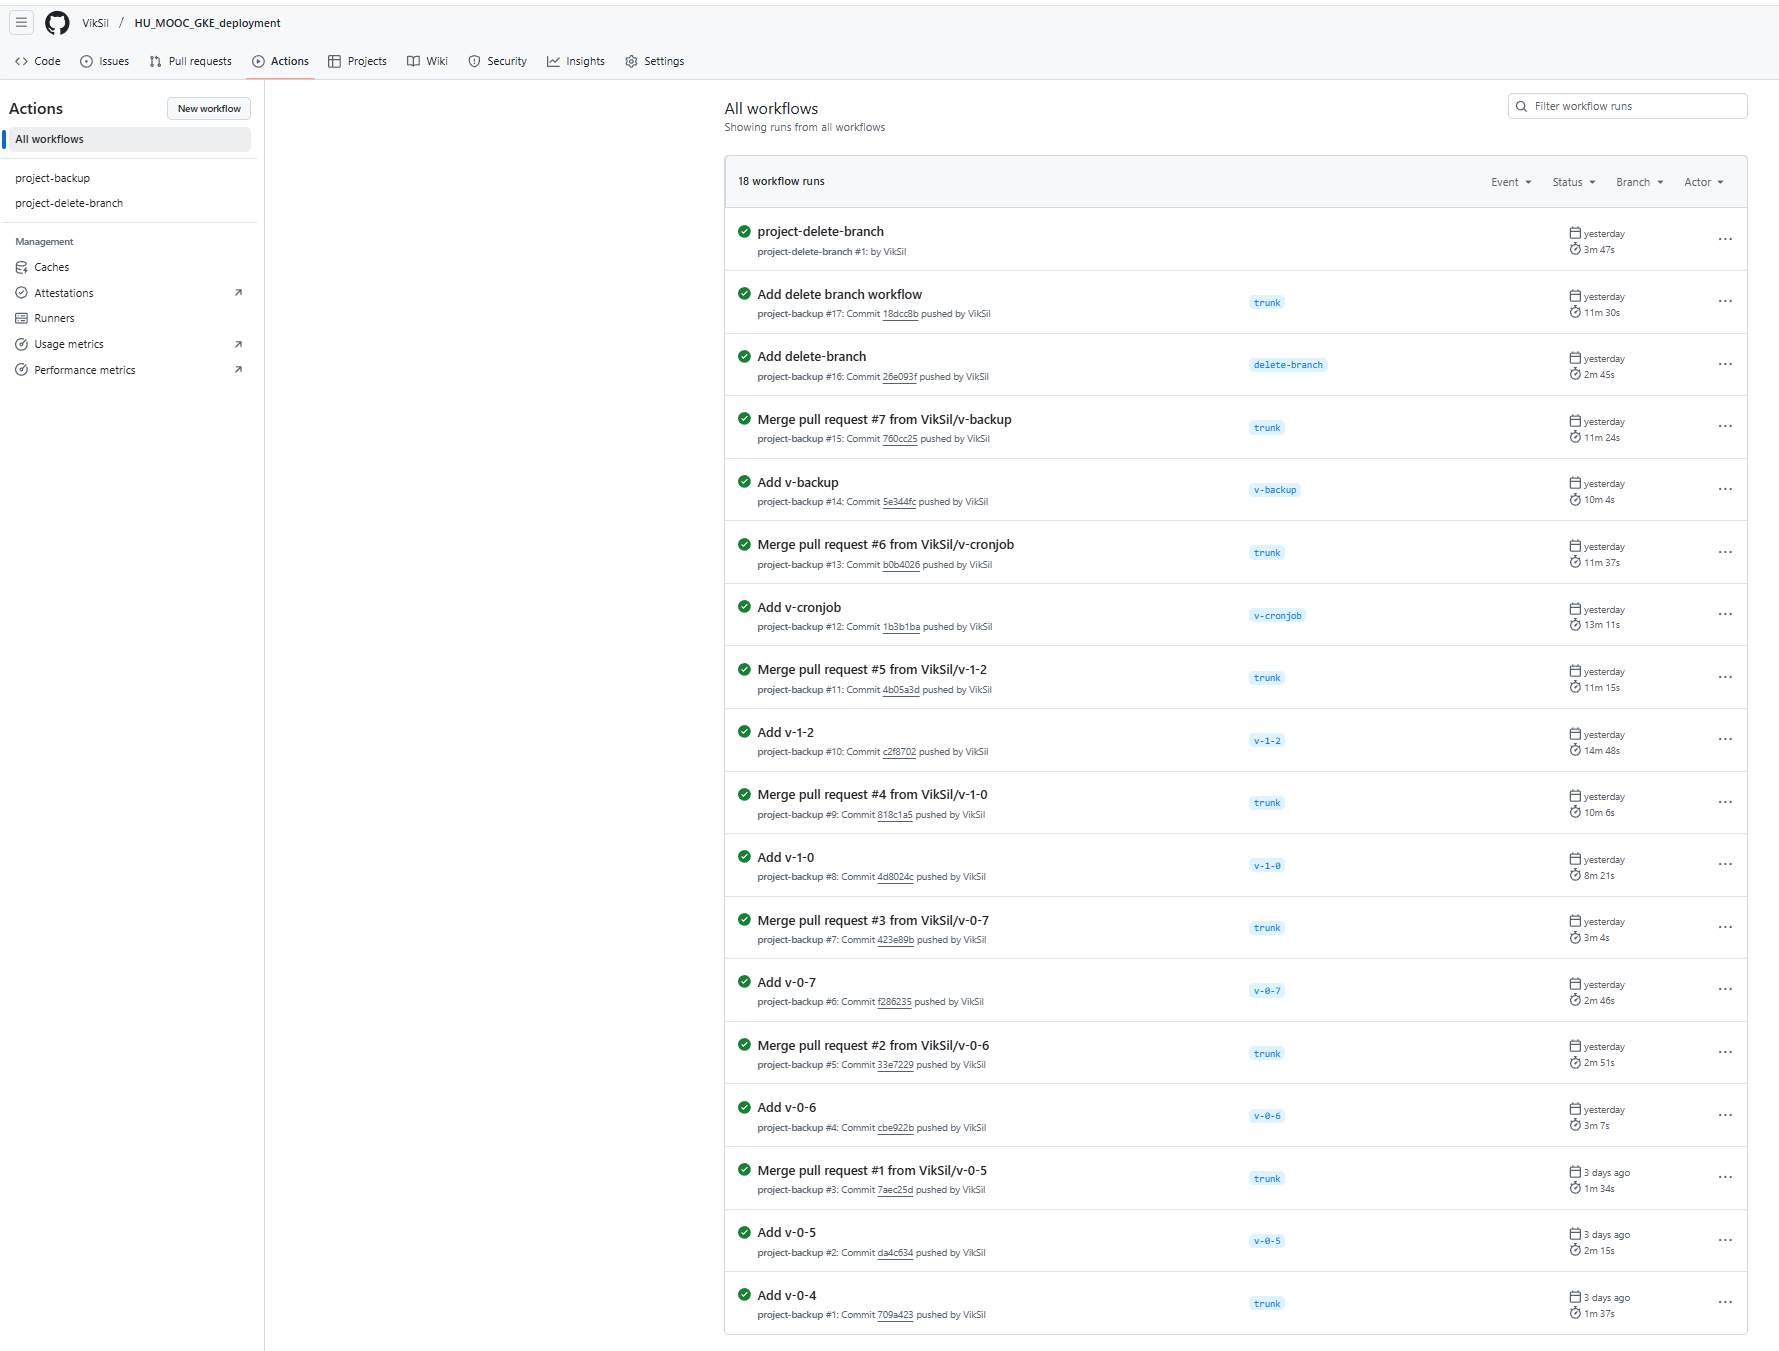 VikSil / HU_MOOC_GKE_deployment
Code Issues Pull requests Actions Projects Wiki Security Insights Settings
Actions
New workflow
All workflows
project-backup
project-delete-branch
Management
Caches
Attestations
Runners
Usage metrics
Performance metrics
All workflows
Showing runs from all workflows
Filter workflow runs
18 workflow runs
Event Status Branch Actor
project-delete-branch
project-delete-branch #1: by VikSil
yesterday
3m 47s
Add delete branch workflow
project-backup #17: Commit 18dcc8b pushed by VikSil
trunk
yesterday
11m 30s
Add delete-branch
project-backup #16: Commit 26e093f pushed by VikSil
delete-branch
yesterday
2m 45s
Merge pull request #7 from VikSil/v-backup
project-backup #15: Commit 760cc25 pushed by VikSil
trunk
yesterday
11m 24s
Add v-backup
project-backup #14: Commit 5e344fc pushed by VikSil
v-backup
yesterday
10m 4s
Merge pull request #6 from VikSil/v-cronjob
project-backup #13: Commit b0b4026 pushed by VikSil
trunk
yesterday
11m 37s
Add v-cronjob
project-backup #12: Commit 1b3b1ba pushed by VikSil
v-cronjob
yesterday
13m 11s
Merge pull request #5 from VikSil/v-1-2
project-backup #11: Commit 4b05a3d pushed by VikSil
trunk
yesterday
11m 15s
Add v-1-2
project-backup #10: Commit c2f8702 pushed by VikSil
v-1-2
yesterday
14m 48s
Merge pull request #4 from VikSil/v-1-0
project-backup #9: Commit 818c1a5 pushed by VikSil
trunk
yesterday
10m 6s
Add v-1-0
project-backup #8: Commit 4d8024c pushed by VikSil
v-1-0
yesterday
8m 21s
Merge pull request #3 from VikSil/v-0-7
project-backup #7: Commit 423e89b pushed by VikSil
trunk
yesterday
3m 4s
Add v-0-7
project-backup #6: Commit f286235 pushed by VikSil
v-0-7
yesterday
2m 46s
Merge pull request #2 from VikSil/v-0-6
project-backup #5: Commit 33e7229 pushed by VikSil
trunk
yesterday
2m 51s
Add v-0-6
project-backup #4: Commit cbe922b pushed by VikSil
v-0-6
yesterday
3m 7s
Merge pull request #1 from VikSil/v-0-5
project-backup #3: Commit 7aec25d pushed by VikSil
trunk
3 days ago
1m 34s
Add v-0-5
project-backup #2: Commit da4c634 pushed by VikSil
v-0-5
3 days ago
2m 15s
Add v-0-4
project-backup #1: Commit 709a423 pushed by VikSil
trunk
3 days ago
1m 37s